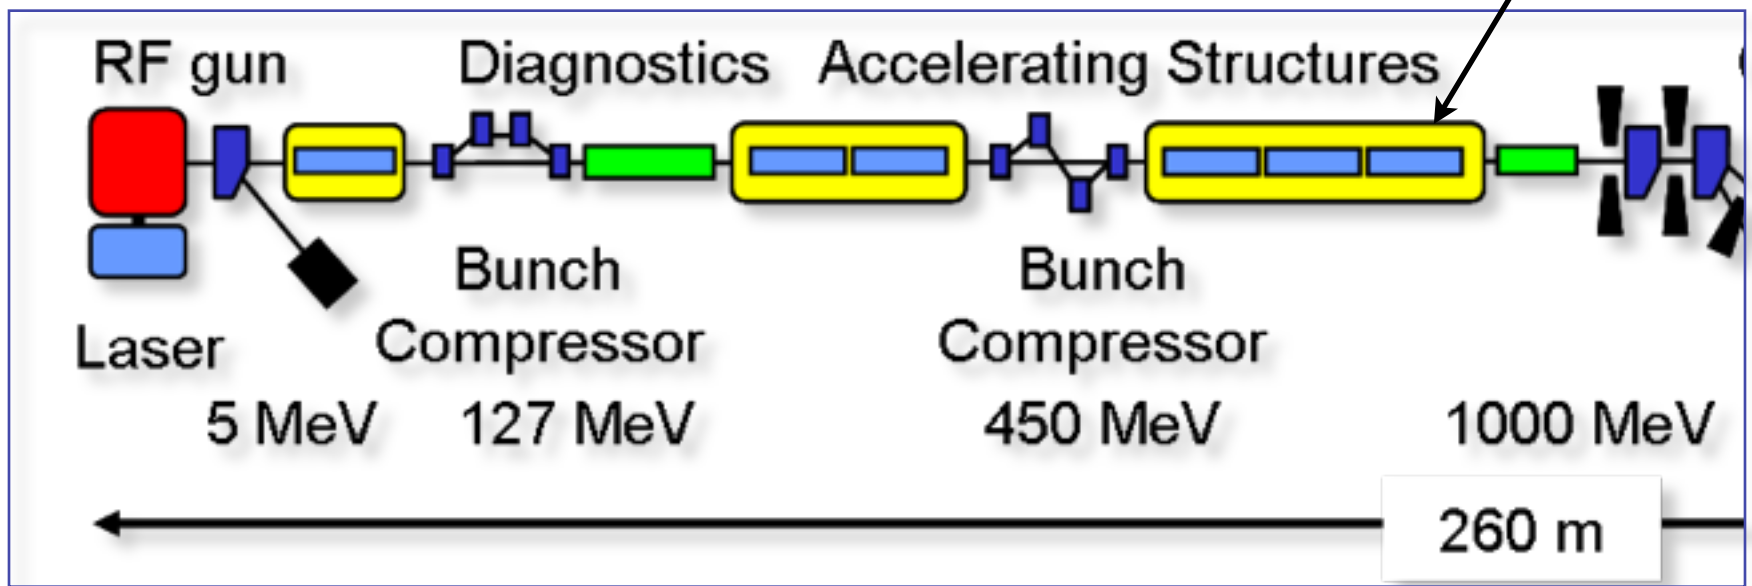 RF gun
Diagnostics
Accelerating Structures
Bunch
Compressor
Bunch
Compressor
Laser
5 MeV
127 MeV
450 MeV
1000 MeV
260 m